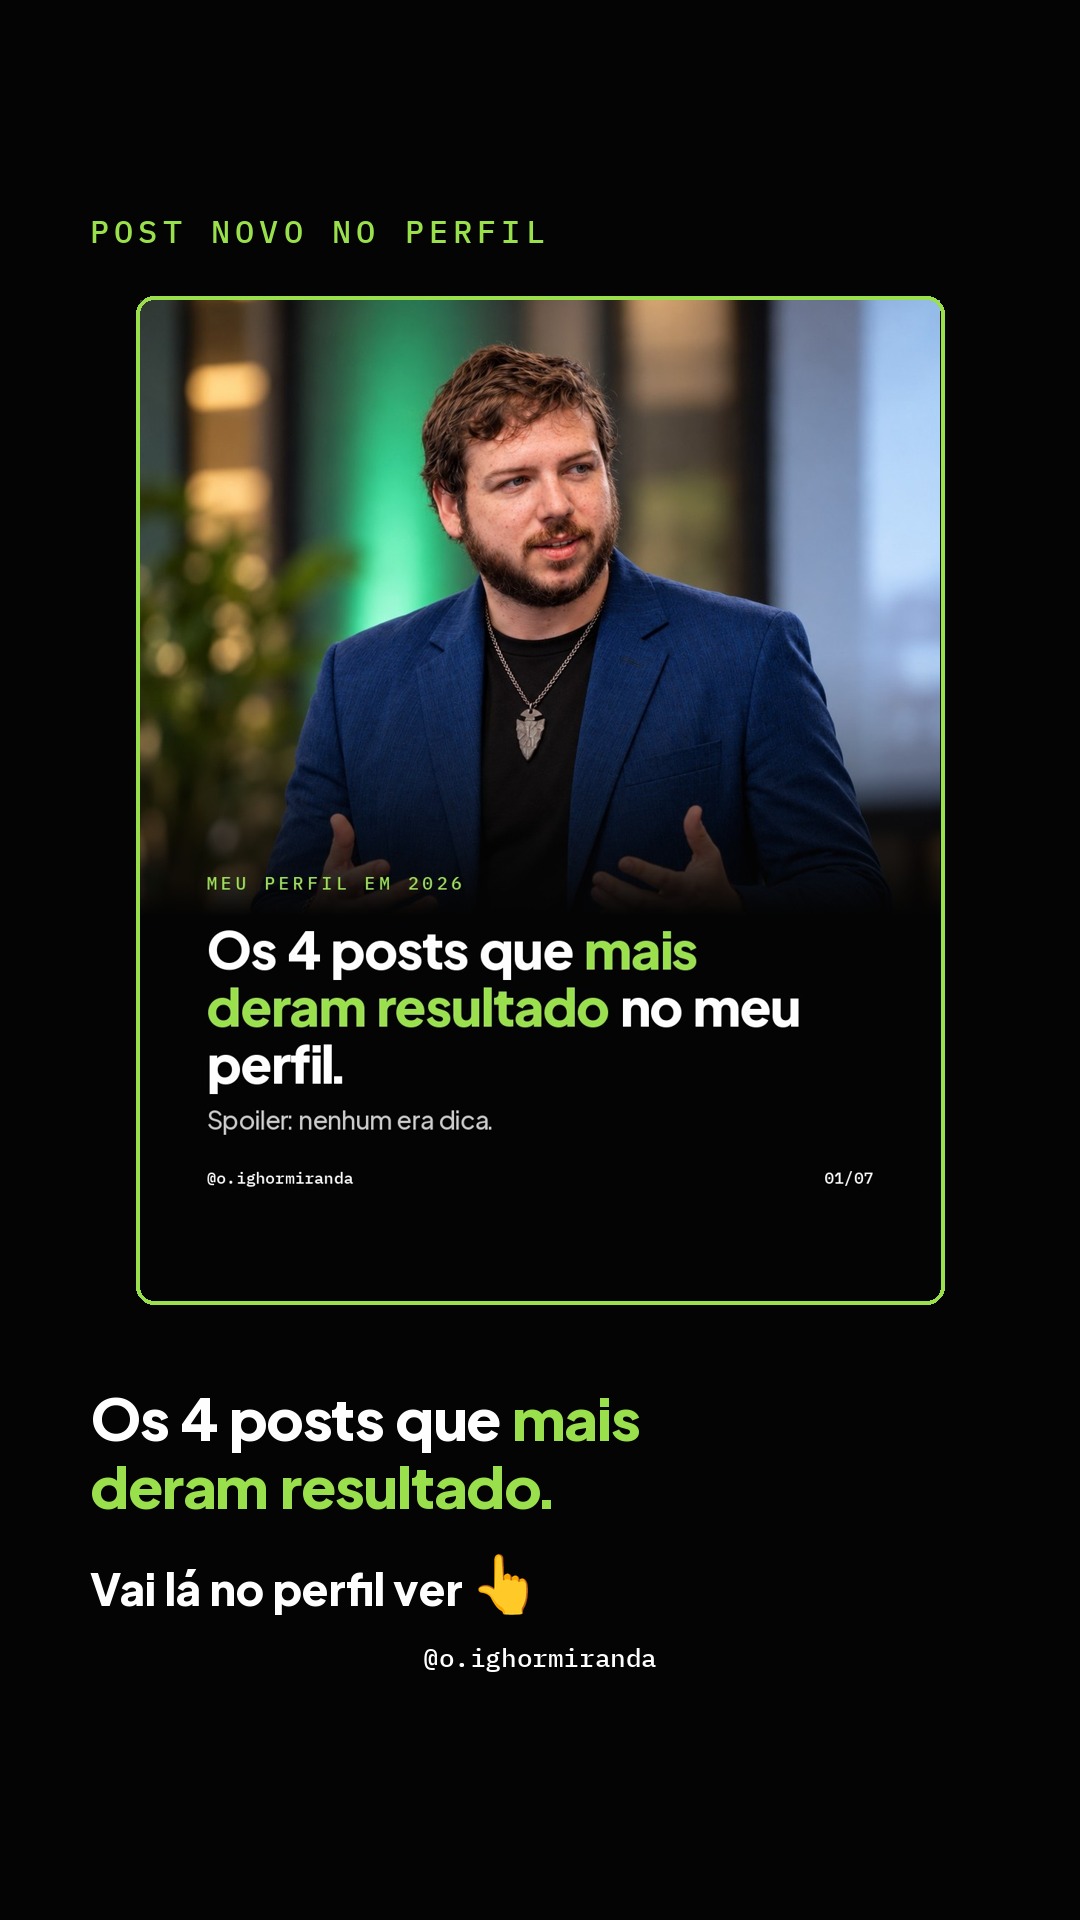 POST NOVO NO PERFIL
MEU PERFIL EM 2026
Os 4 posts que mais
deram resultado no meu
perfil.
Spoiler: nenhum era dica.
@o.ighormiranda
01/07
Os 4 posts que mais
deram resultado.
Vai lá no perfil ver 👆
@o.ighormiranda